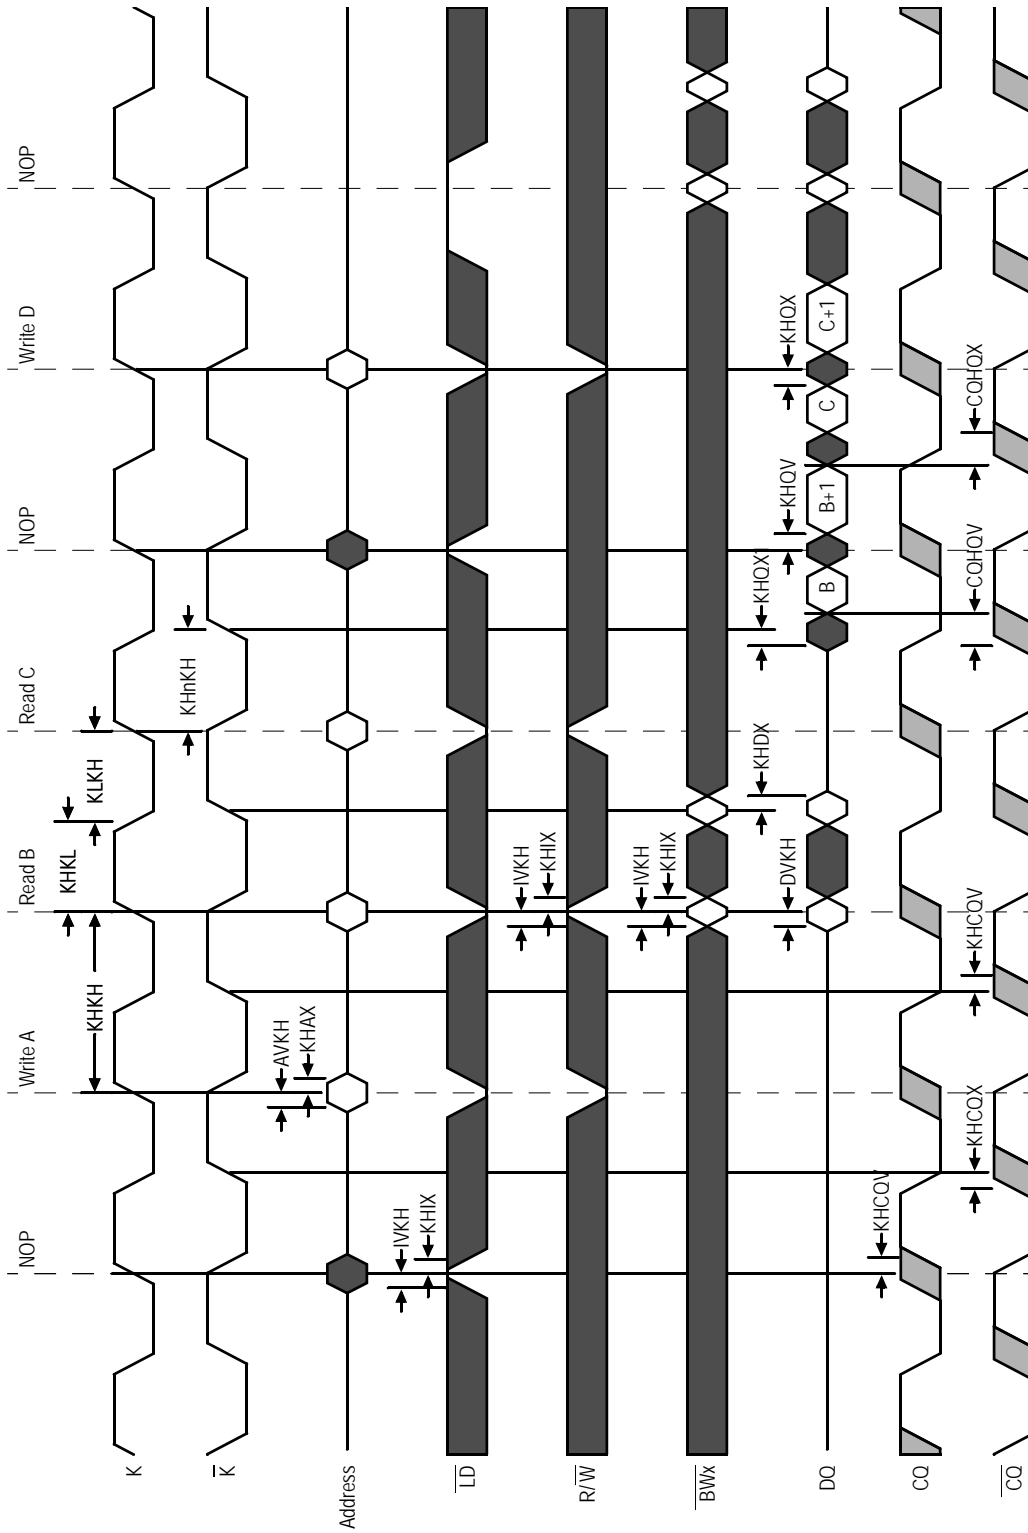 NOP
Write A
Read B
Read C
NOP
Write D
NOP
K
KHKH
KHKL
KLKH
K
KHnKH
Address
AVKH
KHAX
LD
IVKH
KHIX
R/W
IVKH
KHIX
BWx
IVKH
KHIX
DQ
DVKH
KHDX
KHQX1
KHQV
KHQX
B
B+1
C
C+1
CQ
KHCQV
CQ
KHCQX
KHCQV
CQHQV
CQHQX